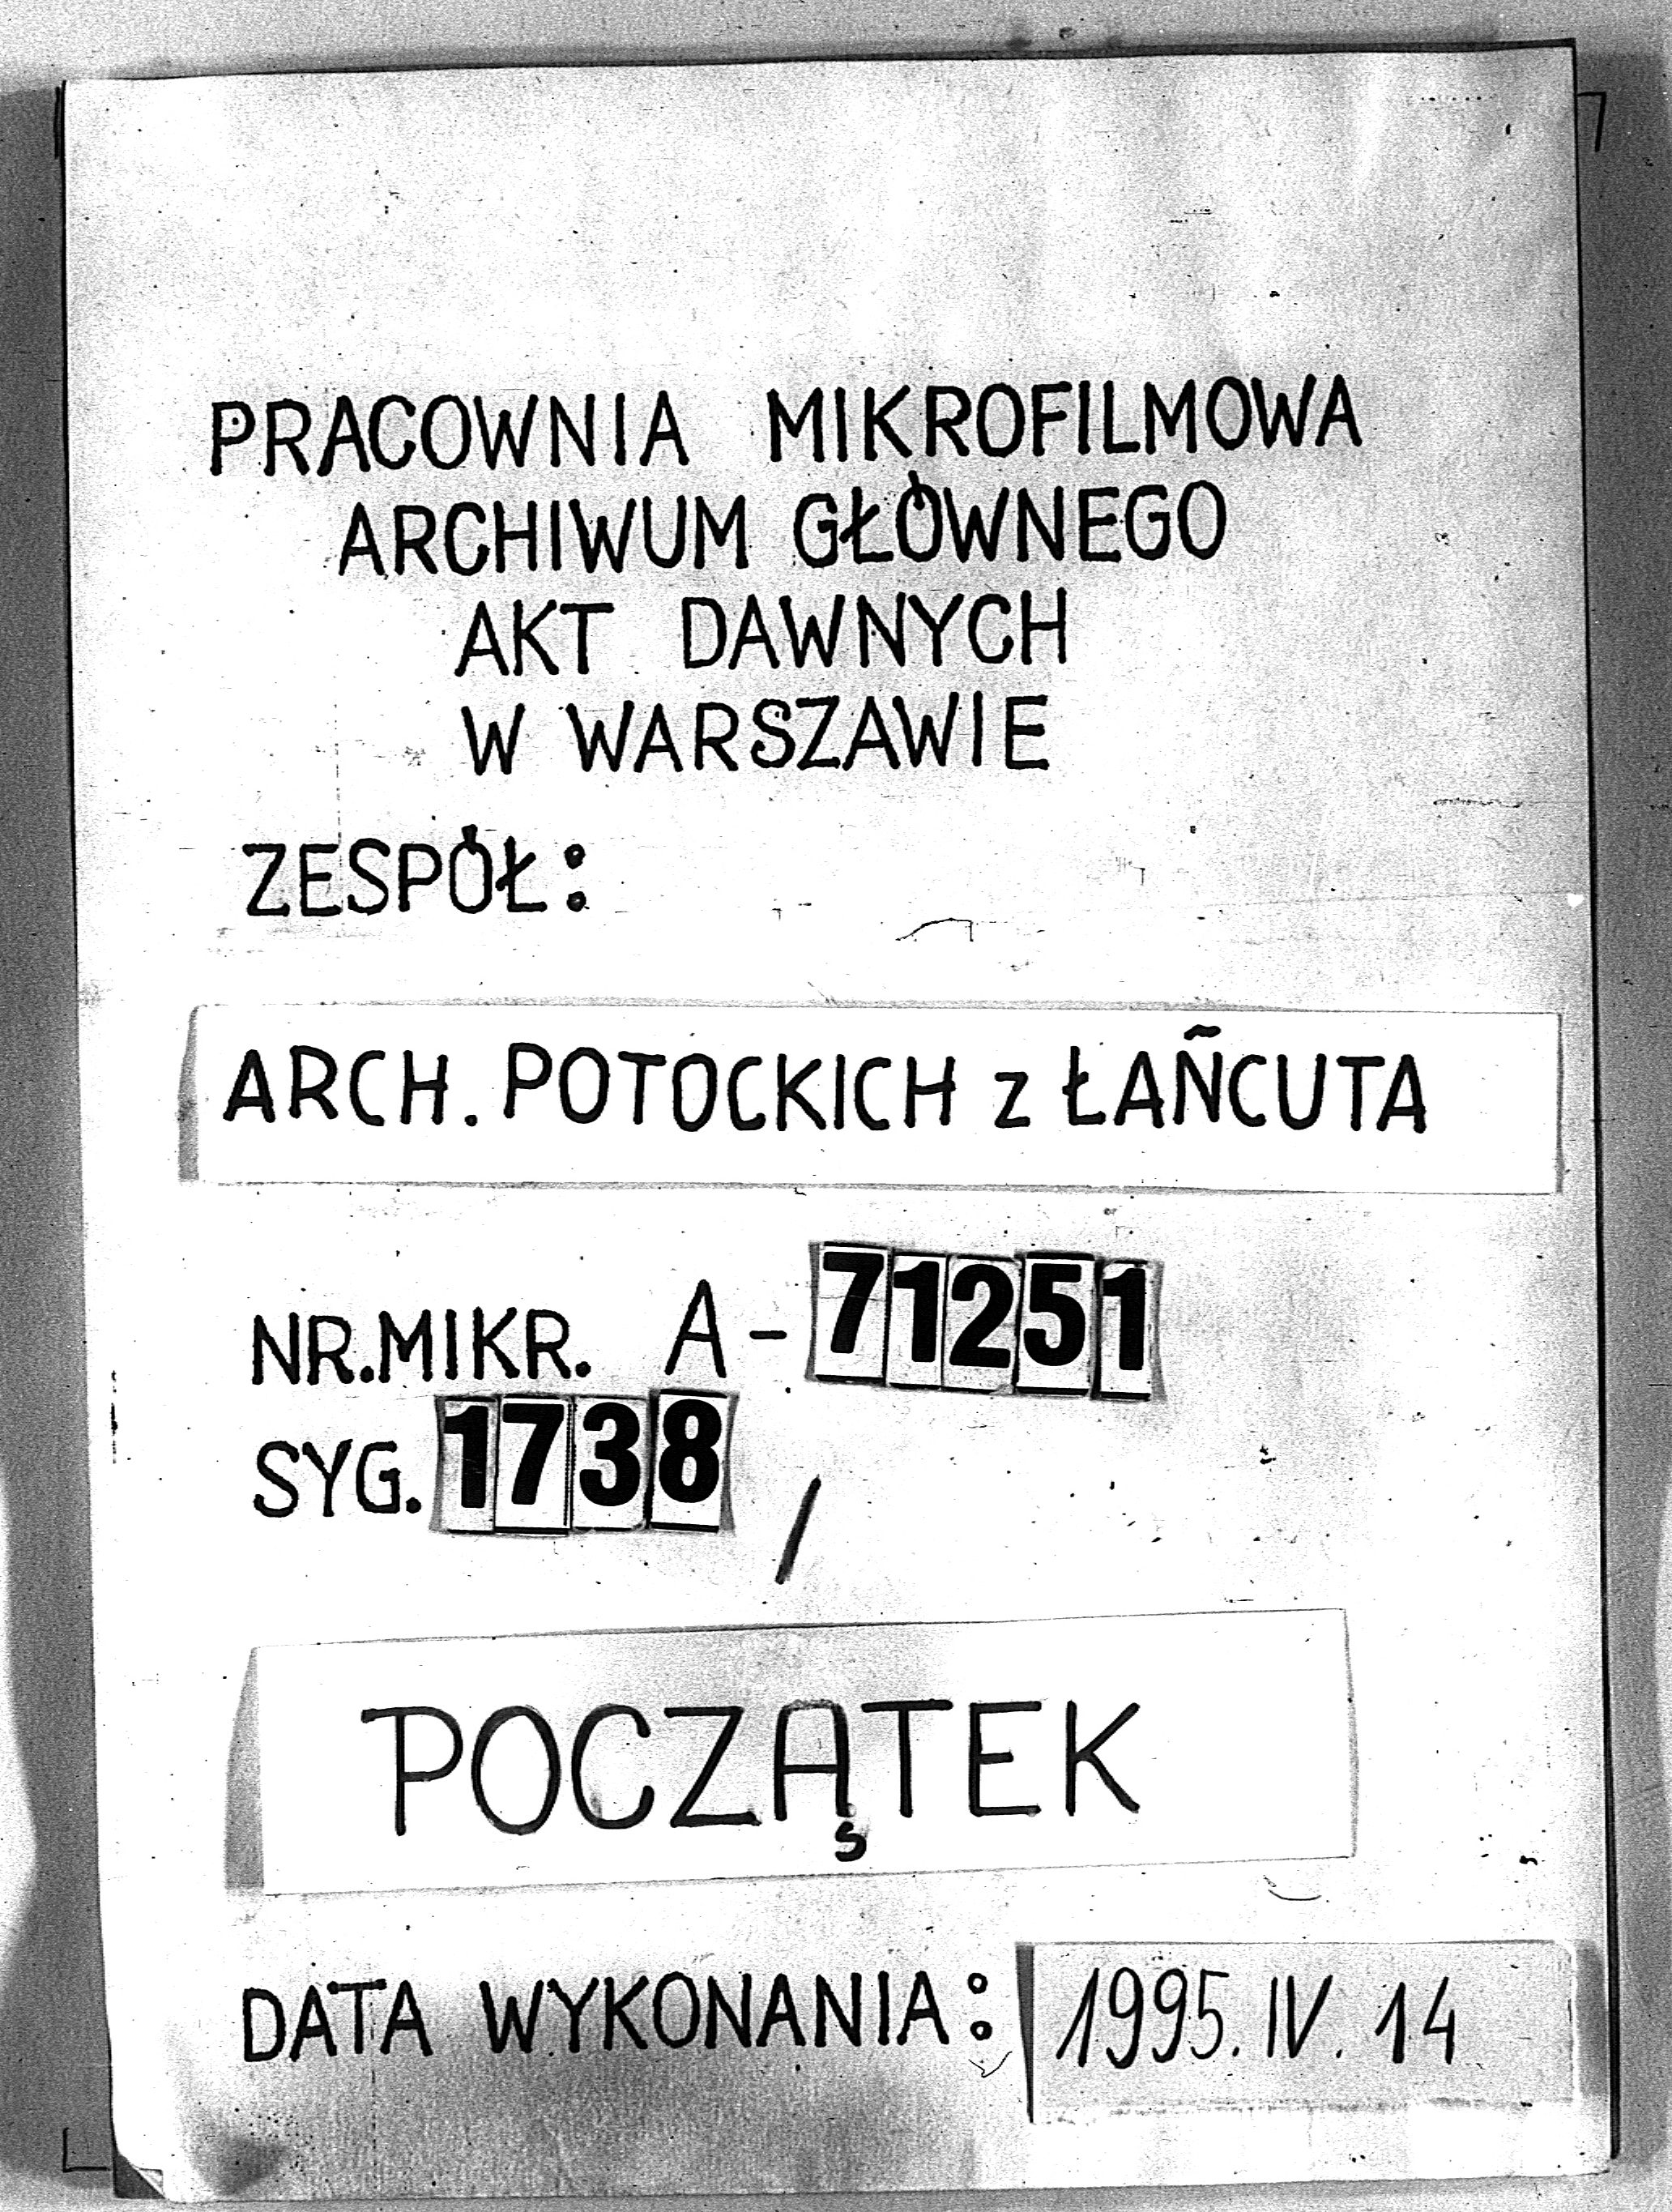 PRACOWNIA MIKROFILMOWA
ARCHIWUM GŁÓWNEGO
AKT DAWNYCH
W WARSZAWIE
ZESPÓŁ:
ARCH. POTOCKICH z ŁAŃCUTA
NR.MIKR. A-71251
SYG. 1738 /
POCZĄTEK
DATA WYKONANIA: 1995. IV. 14